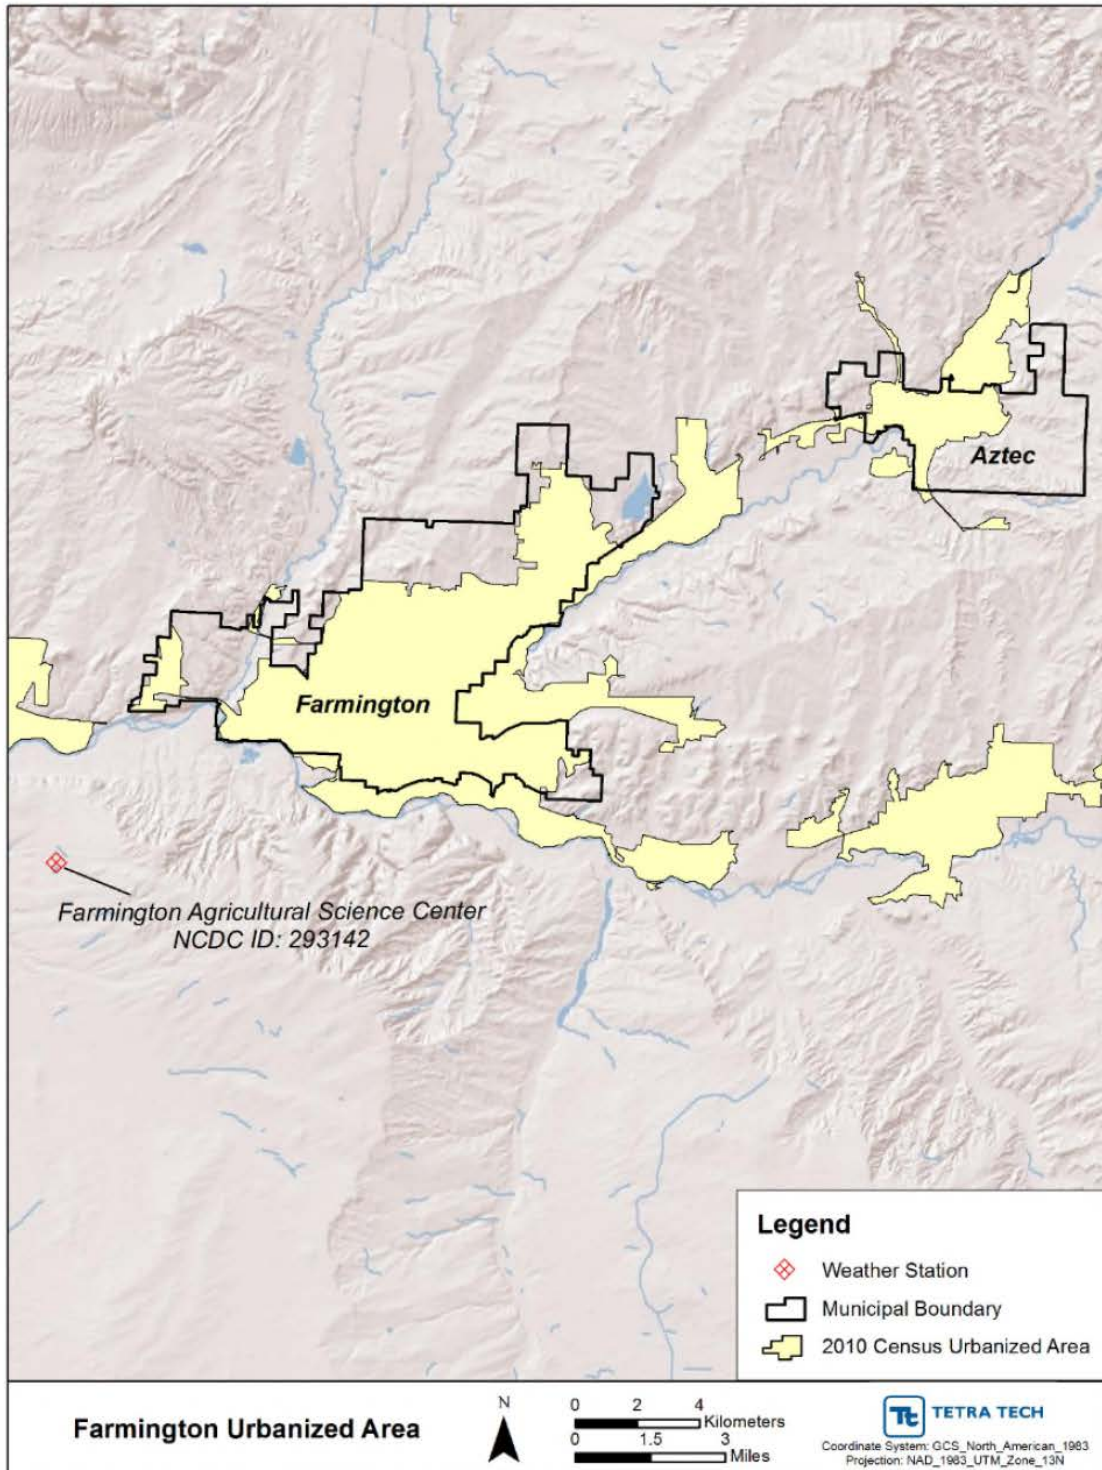 Aztec
Farmington
Farmington Agricultural Science Center
NCDC ID: 293142
Legend
Weather Station
Municipal Boundary
2010 Census Urbanized Area
Farmington Urbanized Area
N
0 2 4
Kilometers
0 1.5 3
Miles
Tt TETRA TECH
Coordinate System: GCS_North_American_1983
Projection: NAD_1983_UTM_Zone_13N